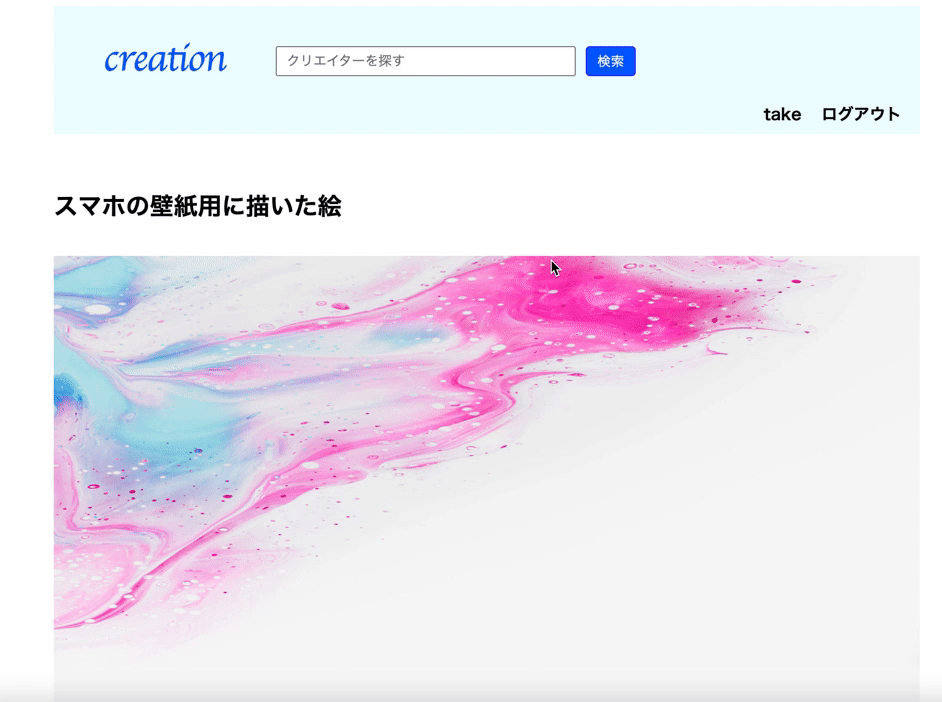 creation
クリエイターを探す
検索
take ログアウト
スマホの壁紙用に描いた絵